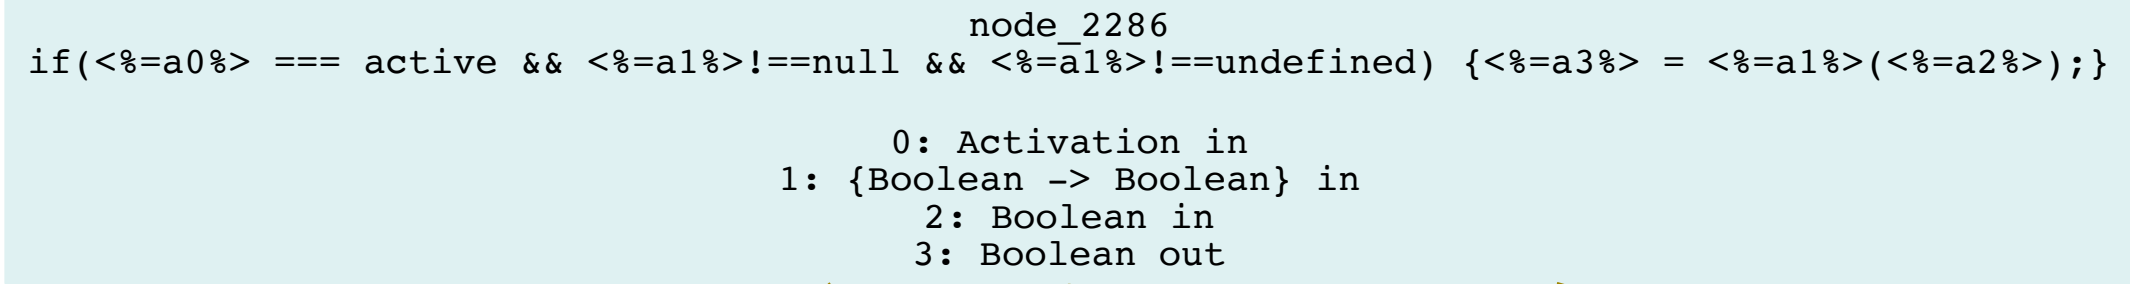 node_2286
if(<%=a0%> === active && <%=a1%>!==null && <%=a1%>!==undefined) {<%=a3%> = <%=a1%>(<%=a2%>);}
0: Activation in
1: {Boolean -> Boolean} in
2: Boolean in
3: Boolean out